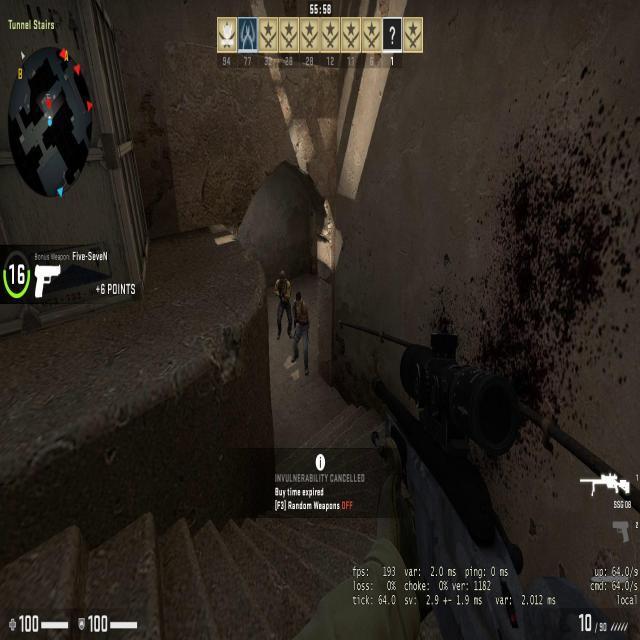 Tunnel Stairs
55:58
94 77 32 28 28 12 11 6 ? 1
A
B
16
Bonus Weapon: Five-SeveN
+6 POINTS
INVULNERABILITY CANCELLED
Buy time expired
[F3] Random Weapons OFF
1
SSG 08
2
fps: 193 var: 2.0 ms ping: 0 ms
loss: 0% choke: 0% ver: 1182
tick: 64.0 sv: 2.9 +- 1.9 ms var: 2.012 ms
up: 64.0/s
cmd: 64.0/s
local
100 100
10 / 90